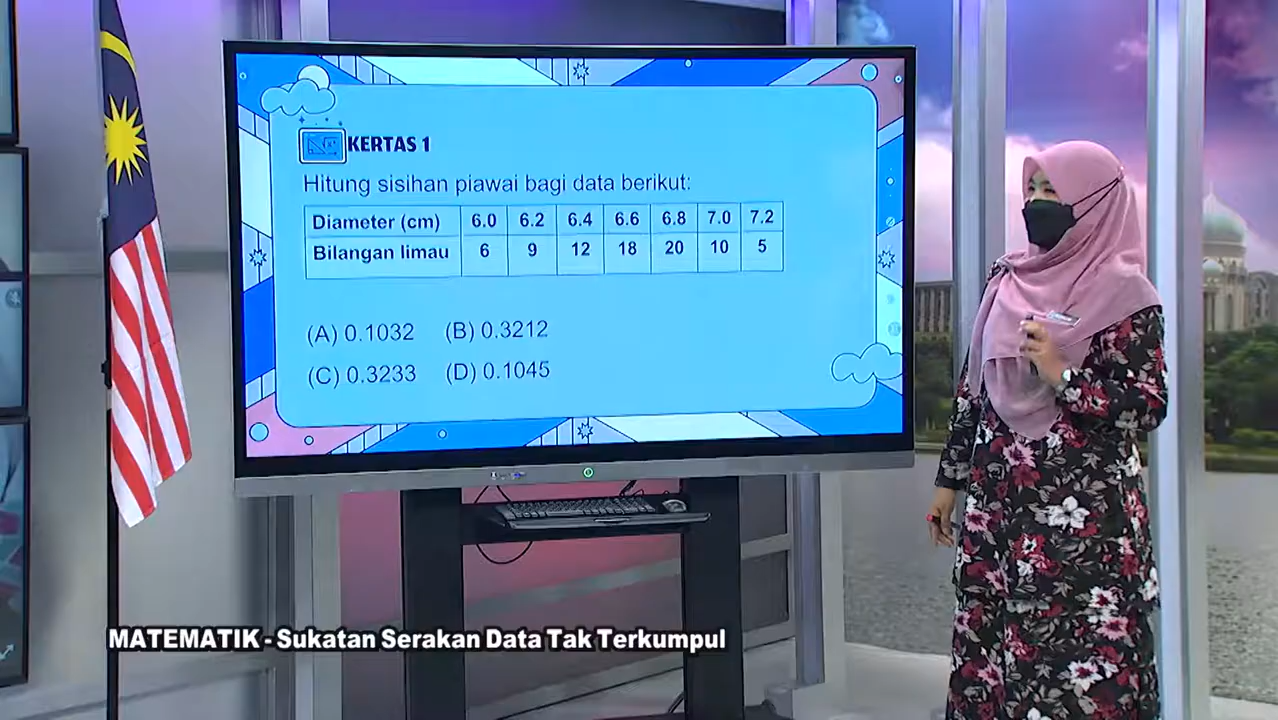 KERTAS 1
Hitung sisihan piawai bagi data berikut:
Diameter (cm) 6.0 6.2 6.4 6.6 6.8 7.0 7.2
Bilangan limau 6 9 12 18 20 10 5
(A) 0.1032 (B) 0.3212
(C) 0.3233 (D) 0.1045
MATEMATIK - Sukatan Serakan Data Tak Terkumpul